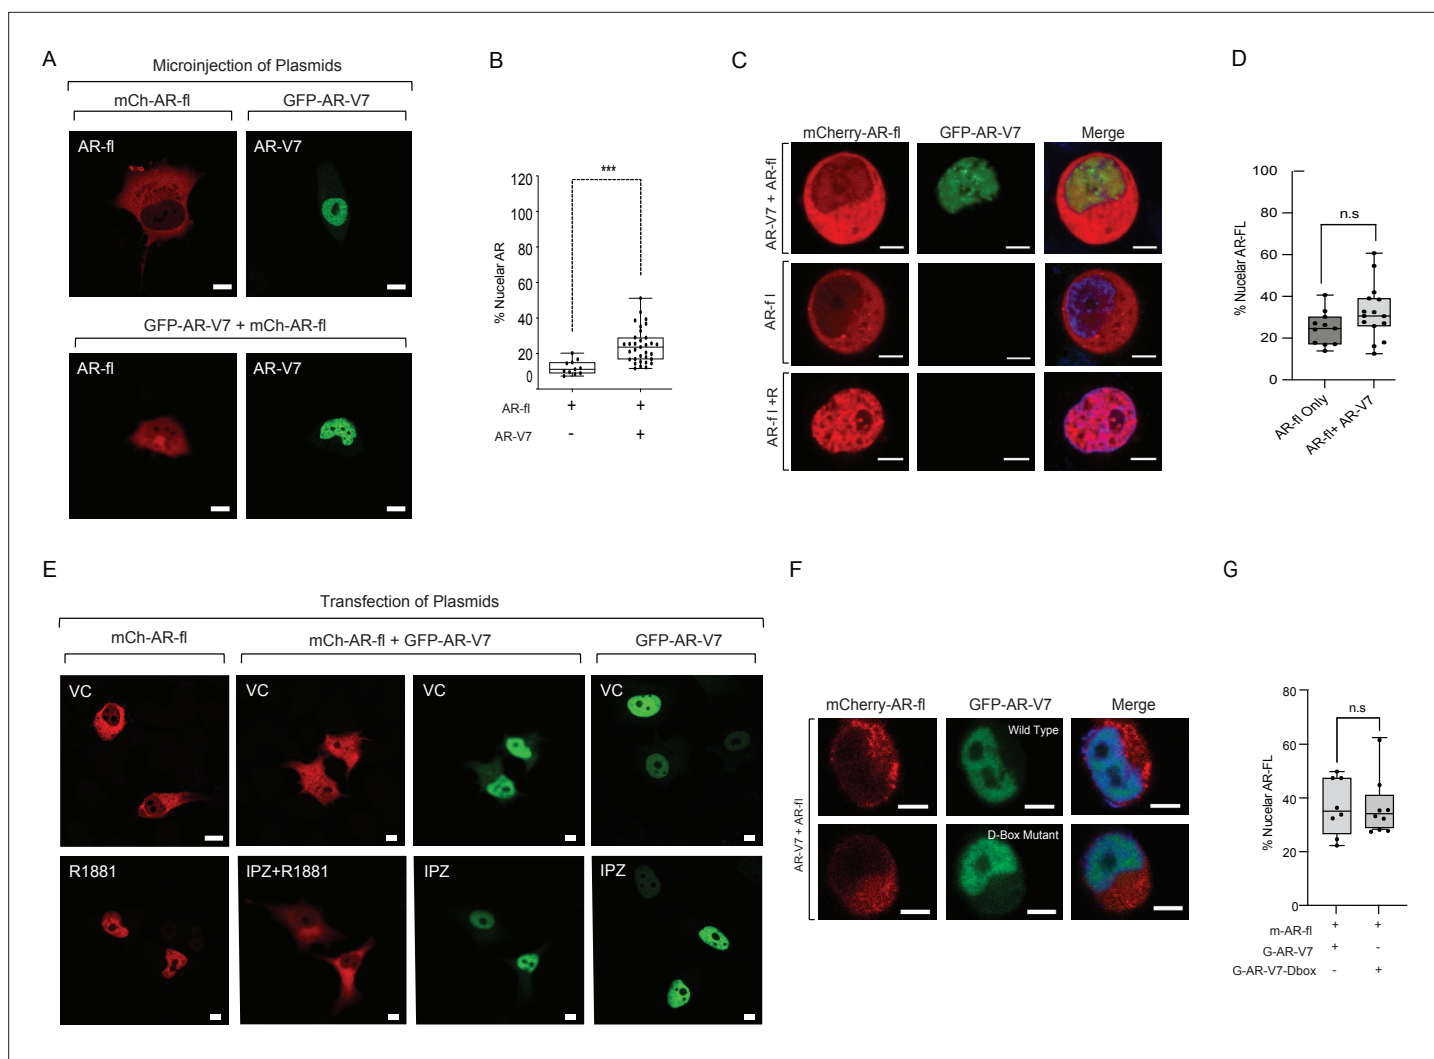 A
Microinjection of Plasmids
mCh-AR-fl
GFP-AR-V7
AR-fl
AR-V7
GFP-AR-V7 + mCh-AR-fl
AR-fl
AR-V7
B
% Nucelar AR
120
100
80
60
40
20
0
***
AR-fl + +
AR-V7 - +
C
mCherry-AR-fl
GFP-AR-V7
Merge
AR-V7 + AR-fl
AR-f l
AR-f l +R
D
% Nucelar AR-FL
100
80
60
40
20
0
n.s
AR-fl Only
AR-fl+ AR-V7
E
Transfection of Plasmids
mCh-AR-fl
mCh-AR-fl + GFP-AR-V7
GFP-AR-V7
VC
VC
VC
VC
R1881
IPZ+R1881
IPZ
IPZ
F
mCherry-AR-fl
GFP-AR-V7
Merge
AR-V7 + AR-fl
Wild Type
D-Box Mutant
G
% Nucelar AR-FL
80
60
40
20
0
n.s
m-AR-fl + +
G-AR-V7 + -
G-AR-V7-Dbox - +